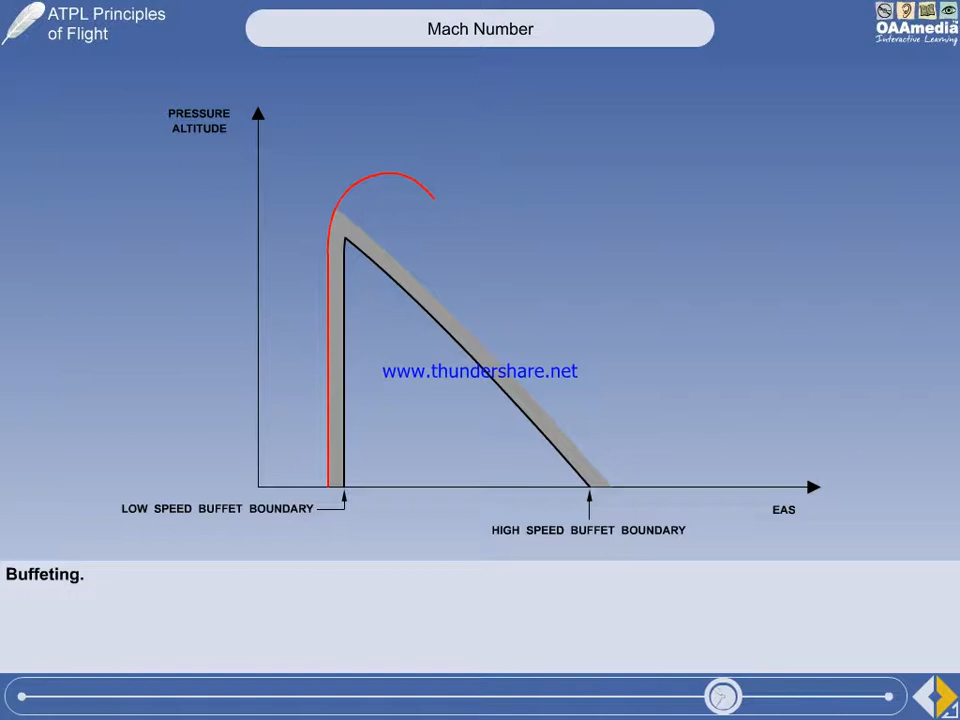 ATPL Principles
of Flight
Mach Number
OAAmedia
Interactive Learning
PRESSURE
ALTITUDE
www.thundershare.net
LOW SPEED BUFFET BOUNDARY
EAS
HIGH SPEED BUFFET BOUNDARY
Buffeting.